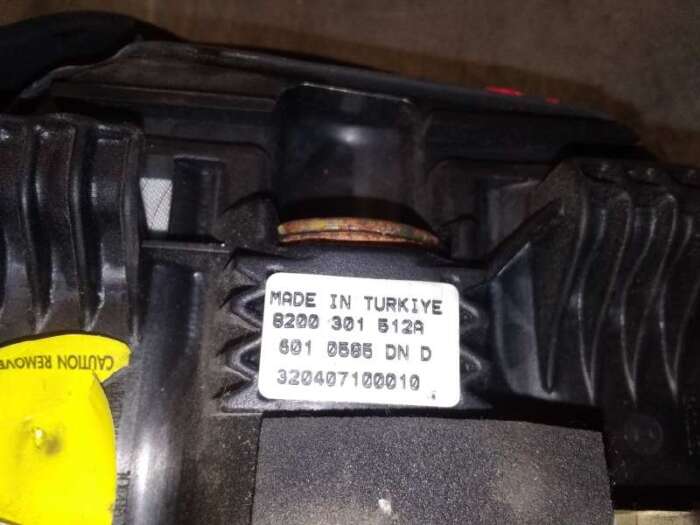 MADE IN TURKIYE
8200 301 512A
601 0585 DN D
320407100010
CAUTION REMOVE